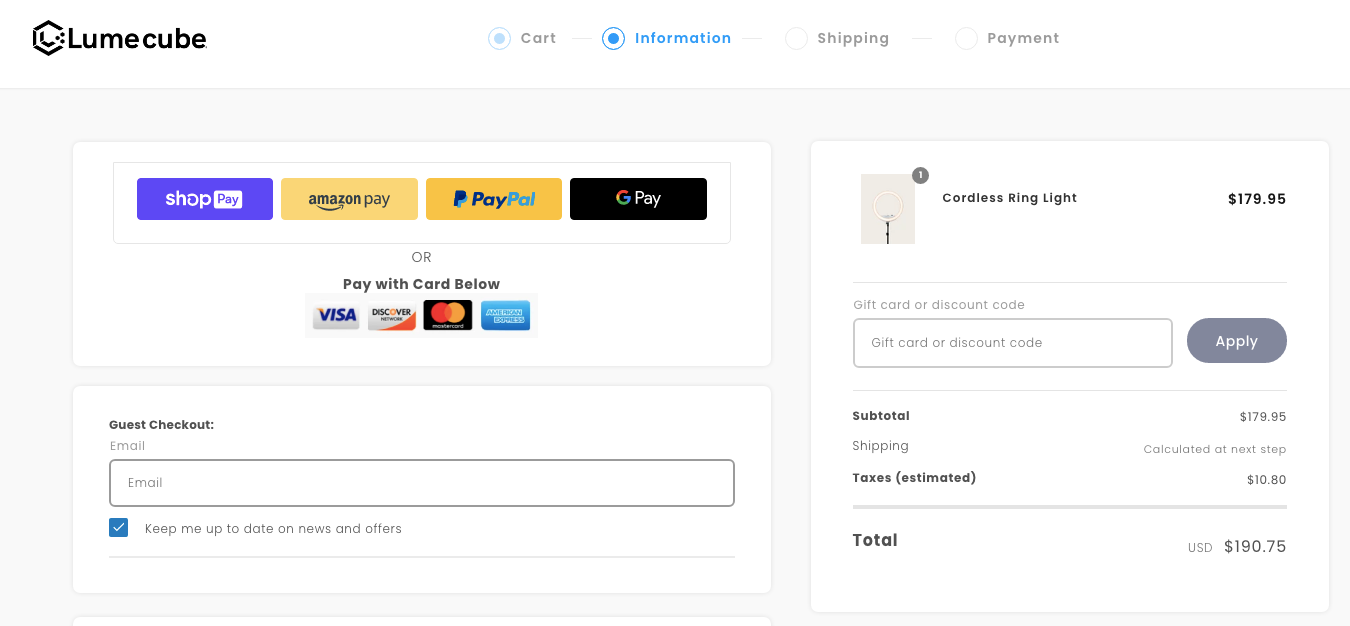 Lume cube
Cart
Information
Shipping
Payment
shop Pay
amazon pay
PayPal
G Pay
OR
Pay with Card Below
VISA
DISCOVER
NETWORK
mastercard
AMERICAN
EXPRESS
Guest Checkout:
Email
Email
Keep me up to date on news and offers
1
Cordless Ring Light
$179.95
Gift card or discount code
Gift card or discount code
Apply
Subtotal
$179.95
Shipping
Calculated at next step
Taxes (estimated)
$10.80
Total
USD $190.75